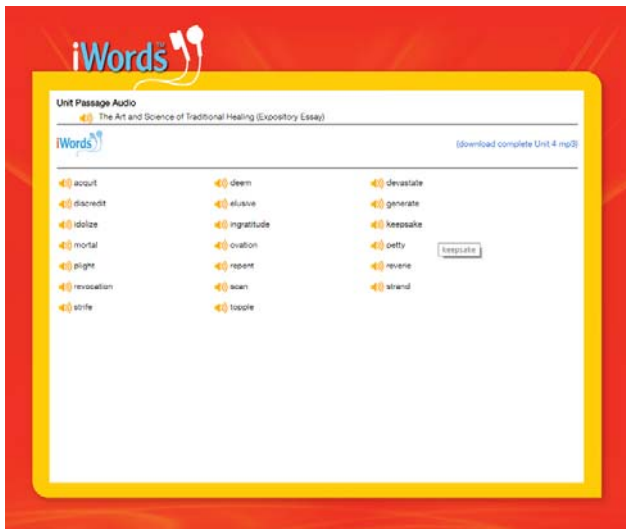 iWords™
Unit Passage Audio
The Art and Science of Traditional Healing (Expository Essay)
iWords
(download complete Unit 4 mp3)
acquit deem devastate
discredit elusive generate
idolize ingratitude keepsake
mortal ovation petty
keepsake
plight repent reverie
revocation scan strand
strife topple